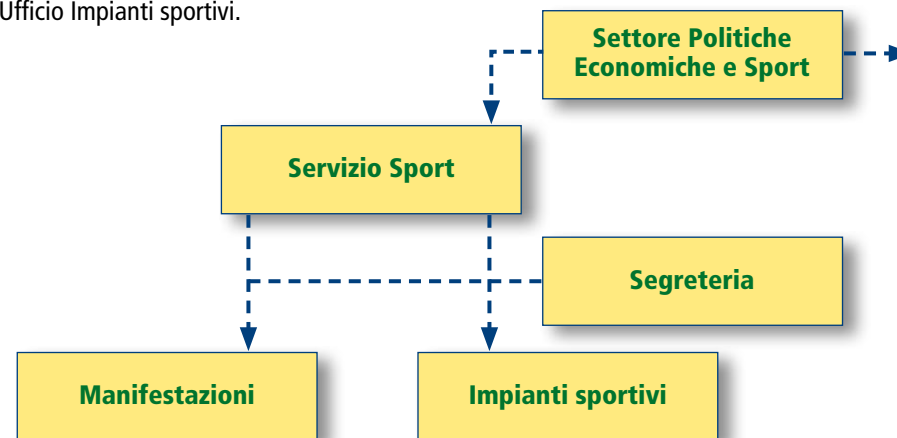 Ufficio Impianti sportivi.
Settore Politiche
Economiche e Sport
Servizio Sport
Segreteria
Manifestazioni
Impianti sportivi